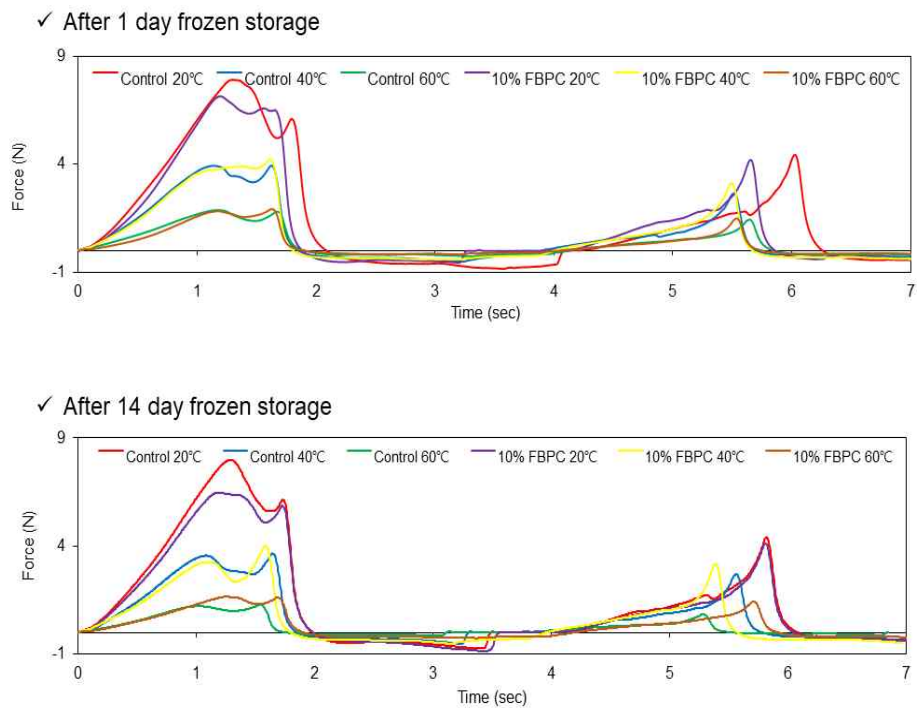 ✓ After 1 day frozen storage
9
Control 20℃ Control 40℃ Control 60℃ 10% FBPC 20℃ 10% FBPC 40℃ 10% FBPC 60℃
4
Force (N)
-1
0 1 2 3 4 5 6 7
Time (sec)
✓ After 14 day frozen storage
9
Control 20℃ Control 40℃ Control 60℃ 10% FBPC 20℃ 10% FBPC 40℃ 10% FBPC 60℃
4
Force (N)
-1
0 1 2 3 4 5 6 7
Time (sec)